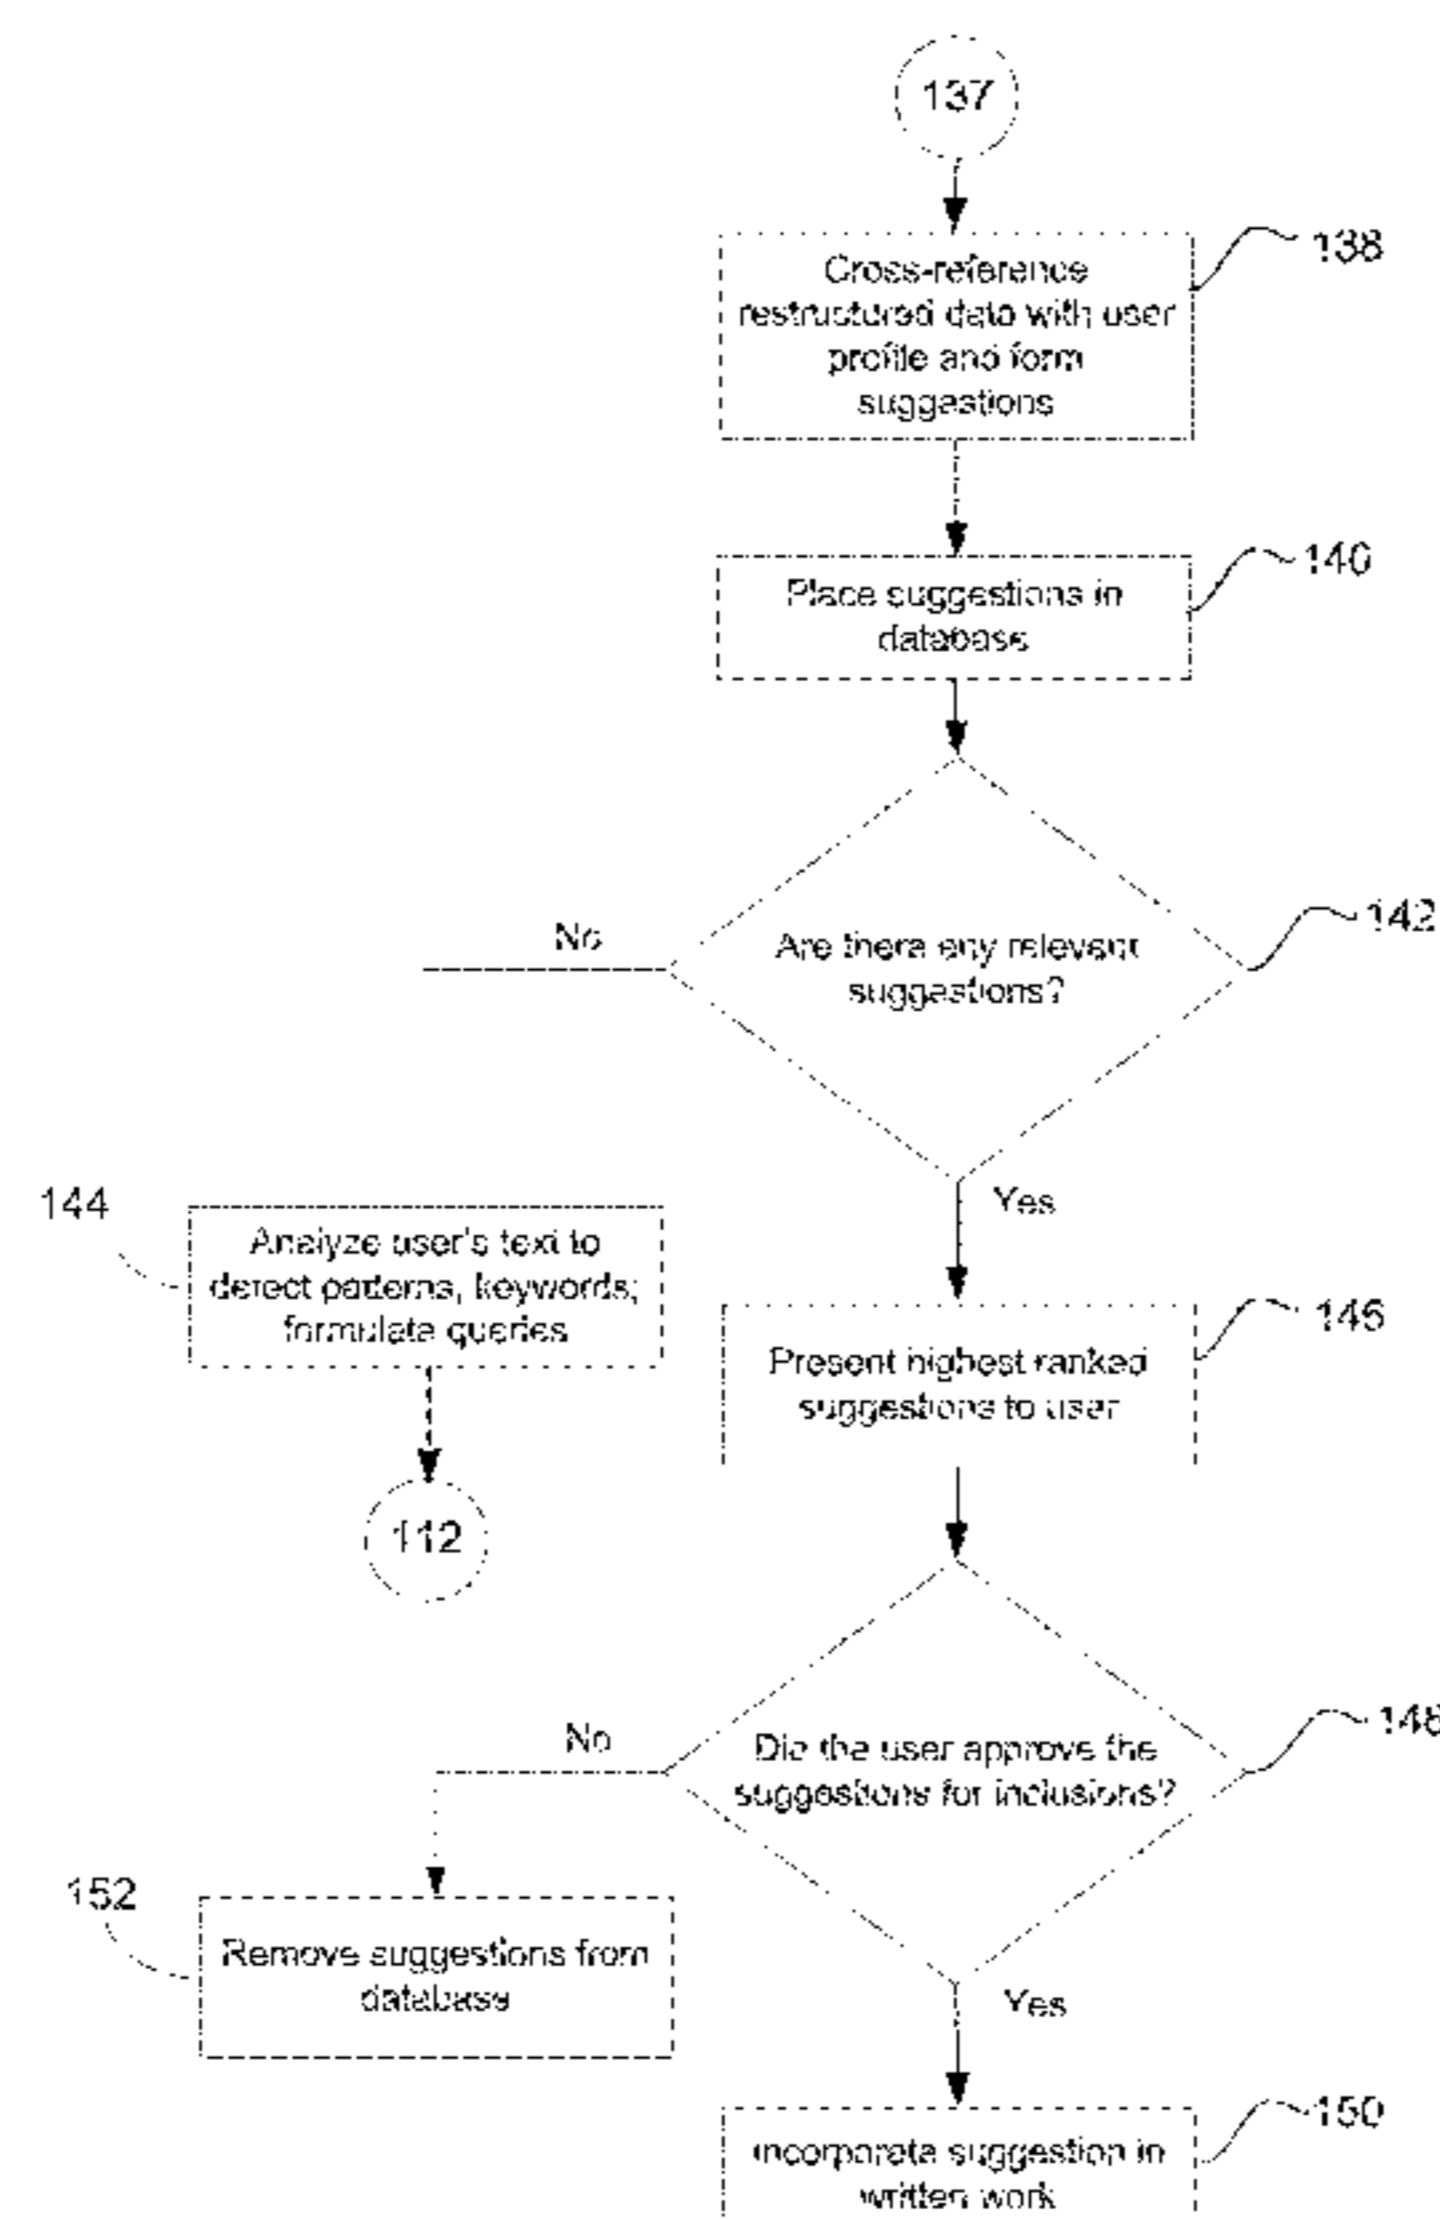 137
138
Cross-reference
restructured data with user
profile and form
suggestions
140
Place suggestions in
database
142
No
Are there any relevant
suggestions?
Yes
144
Analyze user's text to
detect patterns, keywords;
formulate queries
112
146
Present highest ranked
suggestions to user
148
No
Did the user approve the
suggestions for inclusions?
Yes
152
Remove suggestions from
database
150
Incorporate suggestion in
written work